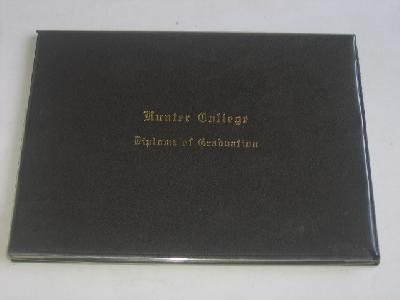 Hunter College
Diploma of Graduation